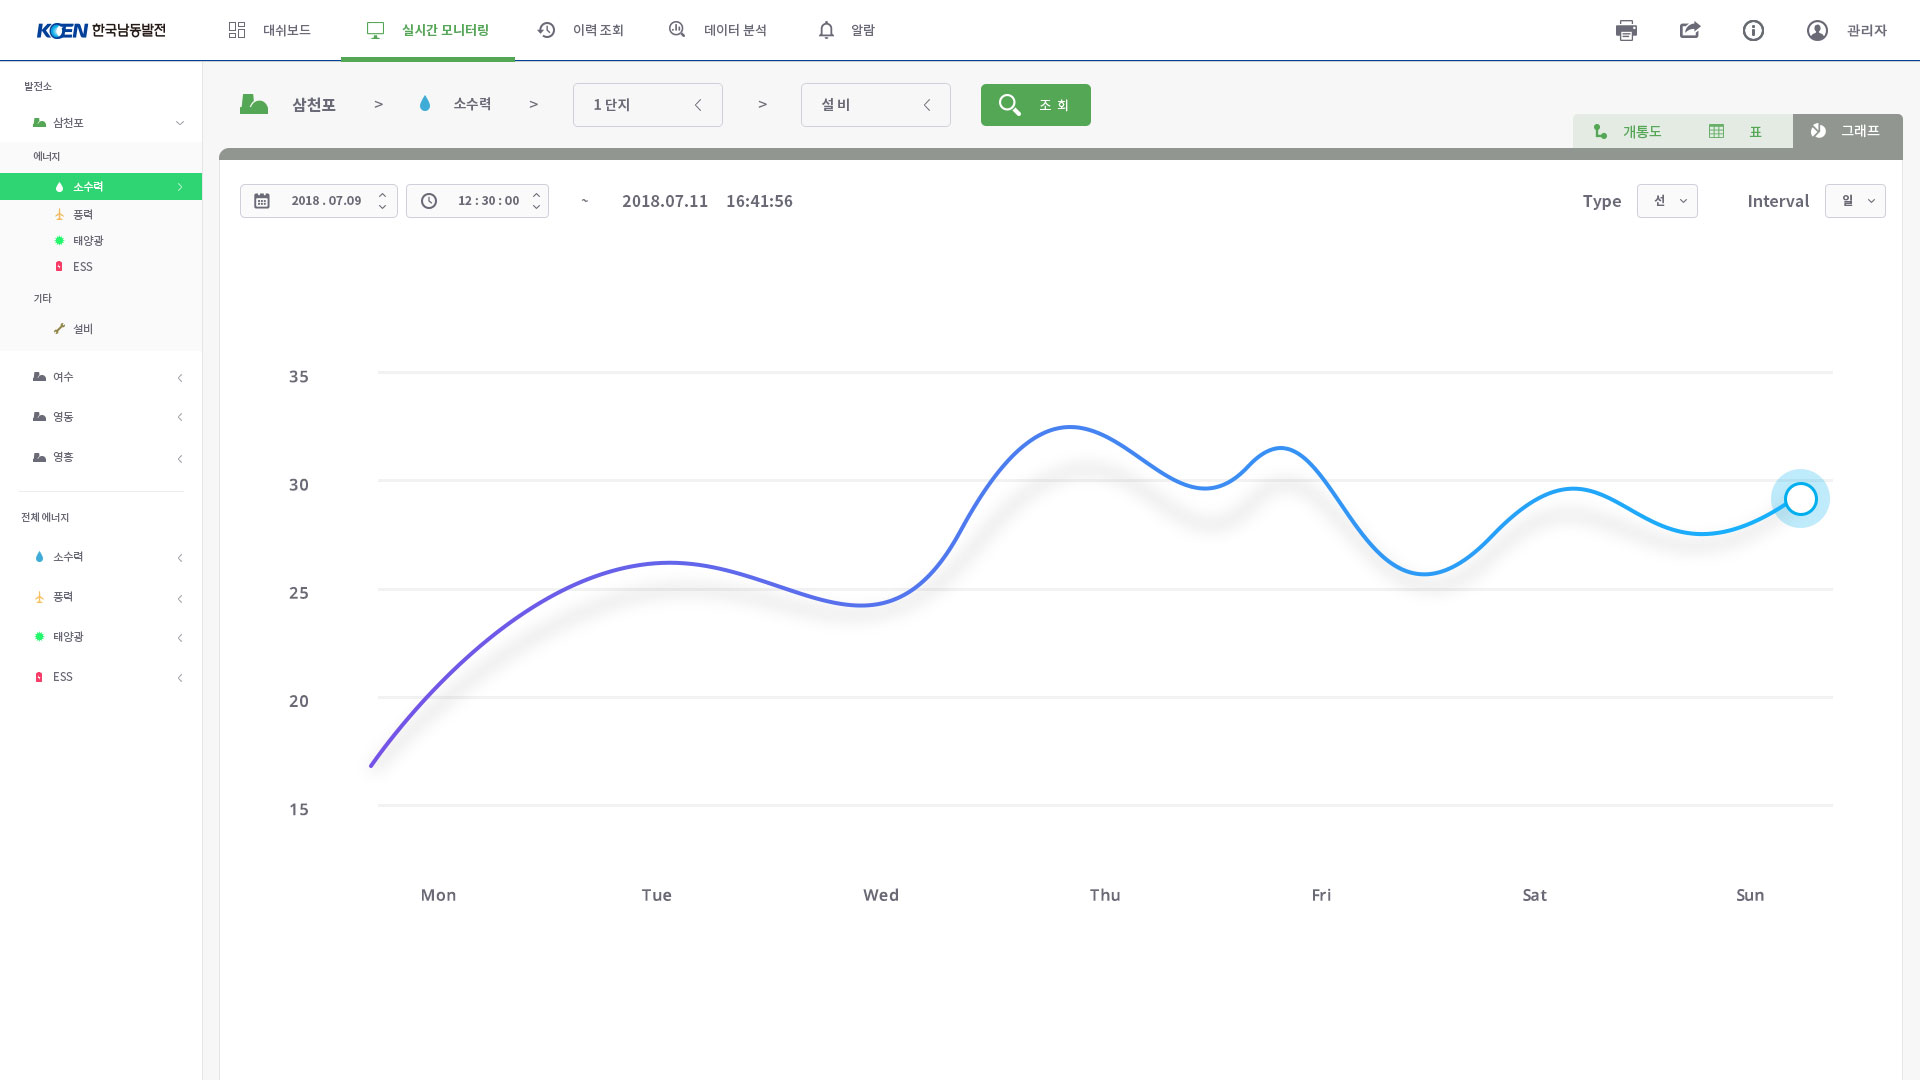 KOEN 한국남동발전
대쉬보드
실시간 모니터링
이력 조회
데이터 분석
알람
관리자
발전소
삼천포
에너지
소수력
풍력
태양광
ESS
기타
설비
여수
영동
영흥
전체 에너지
소수력
풍력
태양광
ESS
삼천포 > 소수력 > 1 단지 > 설 비 조 회
개통도 표 그래프
2018 . 07.09 12 : 30 : 00 ~ 2018.07.11 16:41:56 Type 선 Interval 일
35
30
25
20
15
Mon Tue Wed Thu Fri Sat Sun